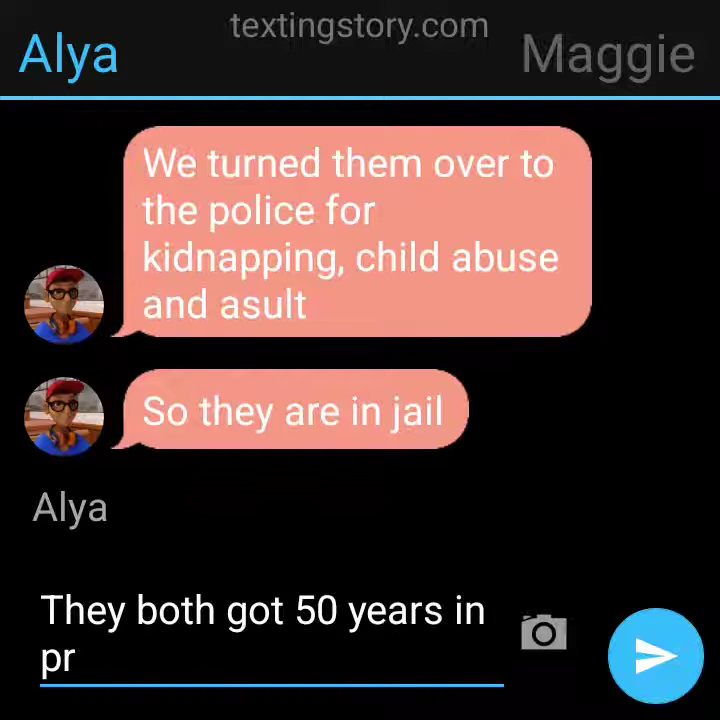 textingstory.com
Alya
Maggie
We turned them over to
the police for
kidnapping, child abuse
and asult
So they are in jail
Alya
They both got 50 years in
pr